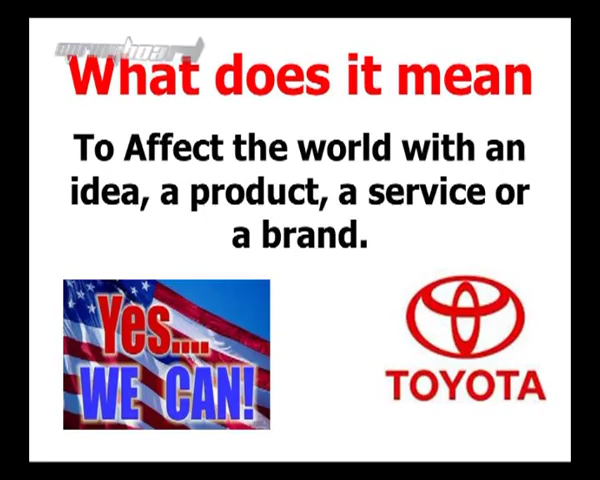 What does it mean
To Affect the world with an
idea, a product, a service or
a brand.
Yes....
WE CAN!
TOYOTA